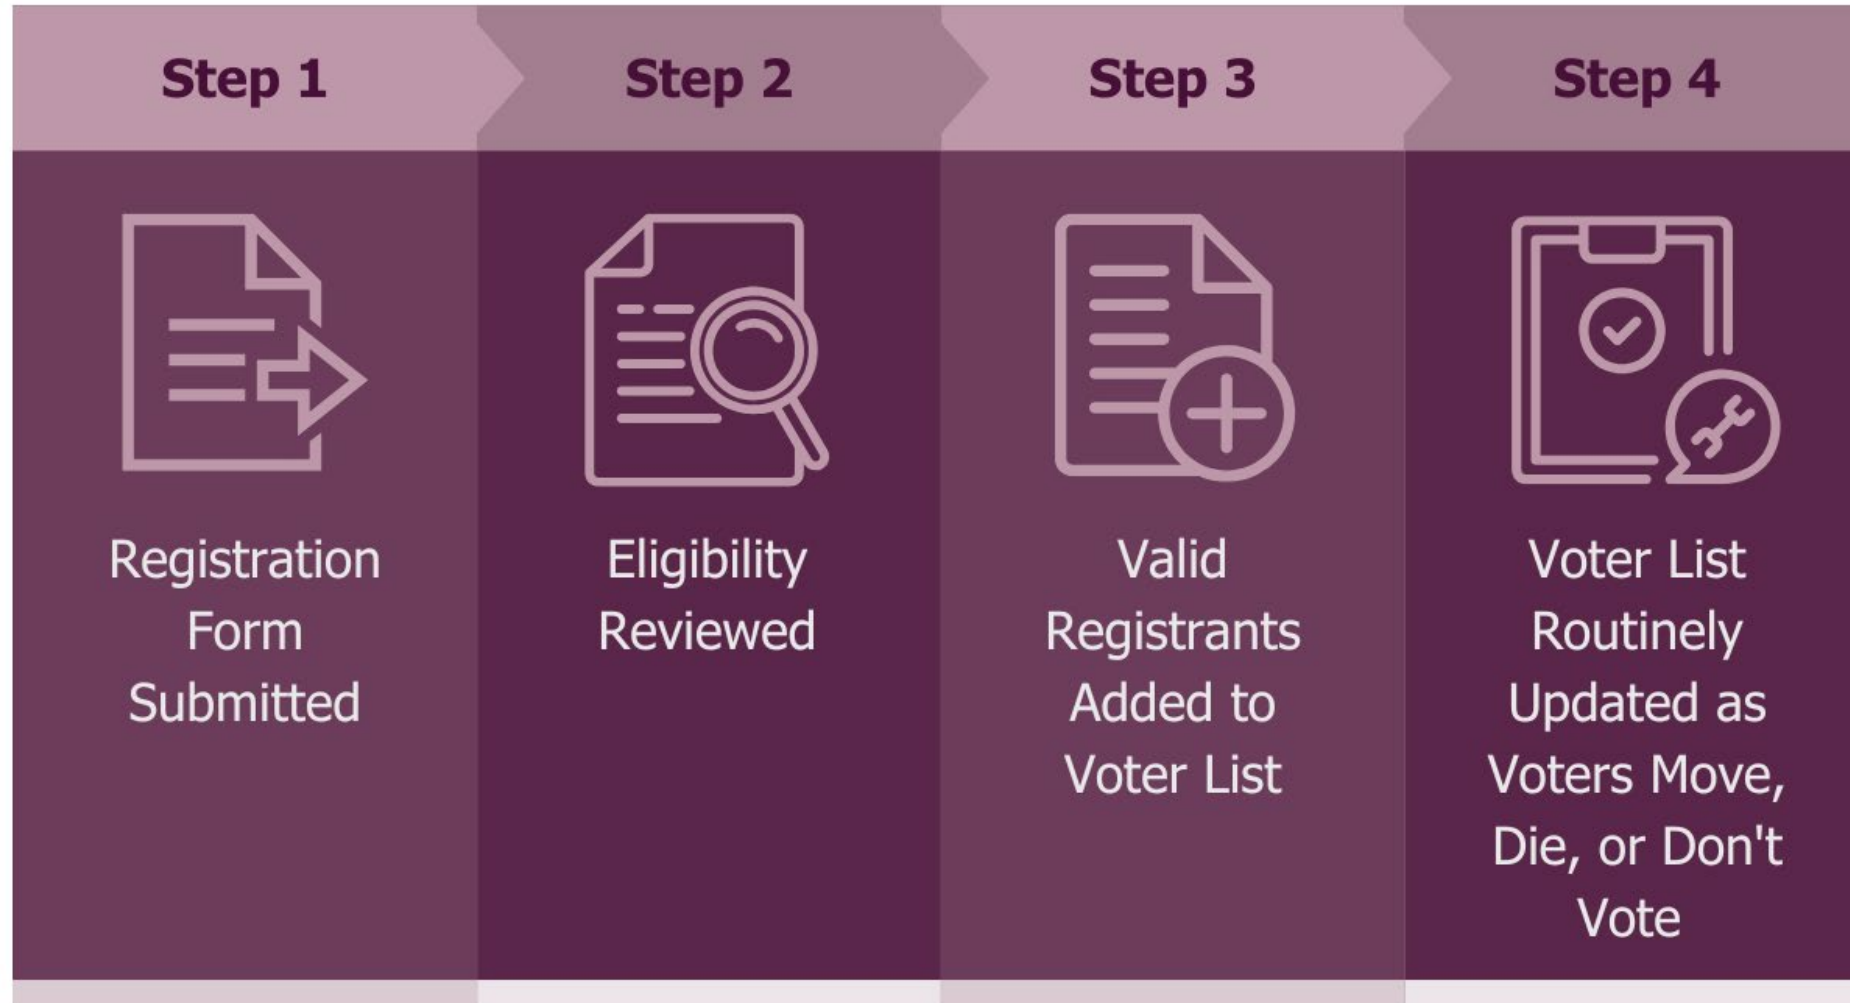 Step 1
Step 2
Step 3
Step 4
Registration
Form
Submitted
Eligibility
Reviewed
Valid
Registrants
Added to
Voter List
Voter List
Routinely
Updated as
Voters Move,
Die, or Don't
Vote